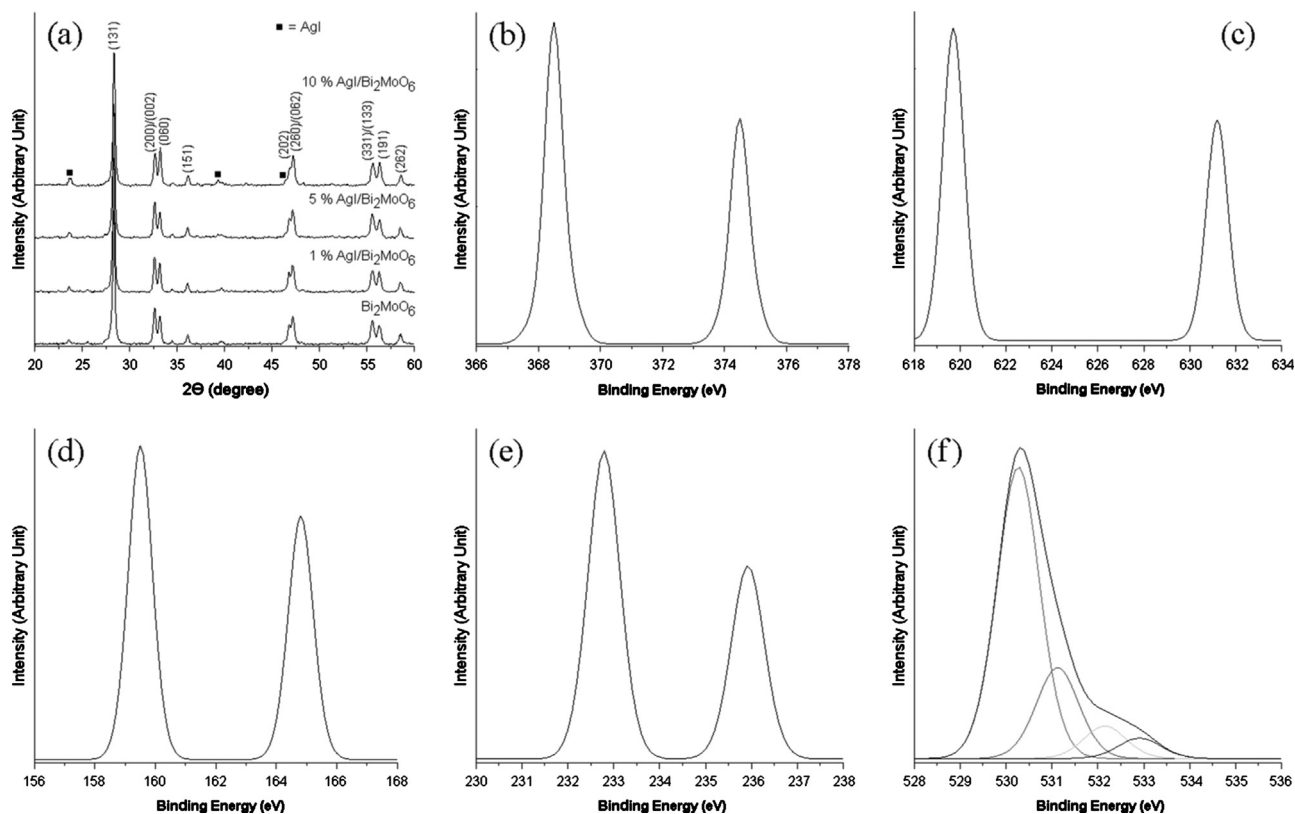 (a)
■ = AgI
(131)
10 % AgI/Bi₂MoO₆
(200)/(002)
(060)
(151)
(202)
(260)/(062)
(331)/(133)
(191)
(262)
5 % AgI/Bi₂MoO₆
1 % AgI/Bi₂MoO₆
Bi₂MoO₆
Intensity (Arbitrary Unit)
20 25 30 35 40 45 50 55 60
2Θ (degree)
(b)
Intensity (Arbitrary Unit)
366 368 370 372 374 376 378
Binding Energy (eV)
(c)
Intensity (Arbitrary Unit)
618 620 622 624 626 628 630 632 634
Binding Energy (eV)
(d)
Intensity (Arbitrary Unit)
156 158 160 162 164 166 168
Binding Energy (eV)
(e)
Intensity (Arbitrary Unit)
230 231 232 233 234 235 236 237 238
Binding Energy (eV)
(f)
Intensity (Arbitrary Unit)
528 529 530 531 532 533 534 535 536
Binding Energy (eV)